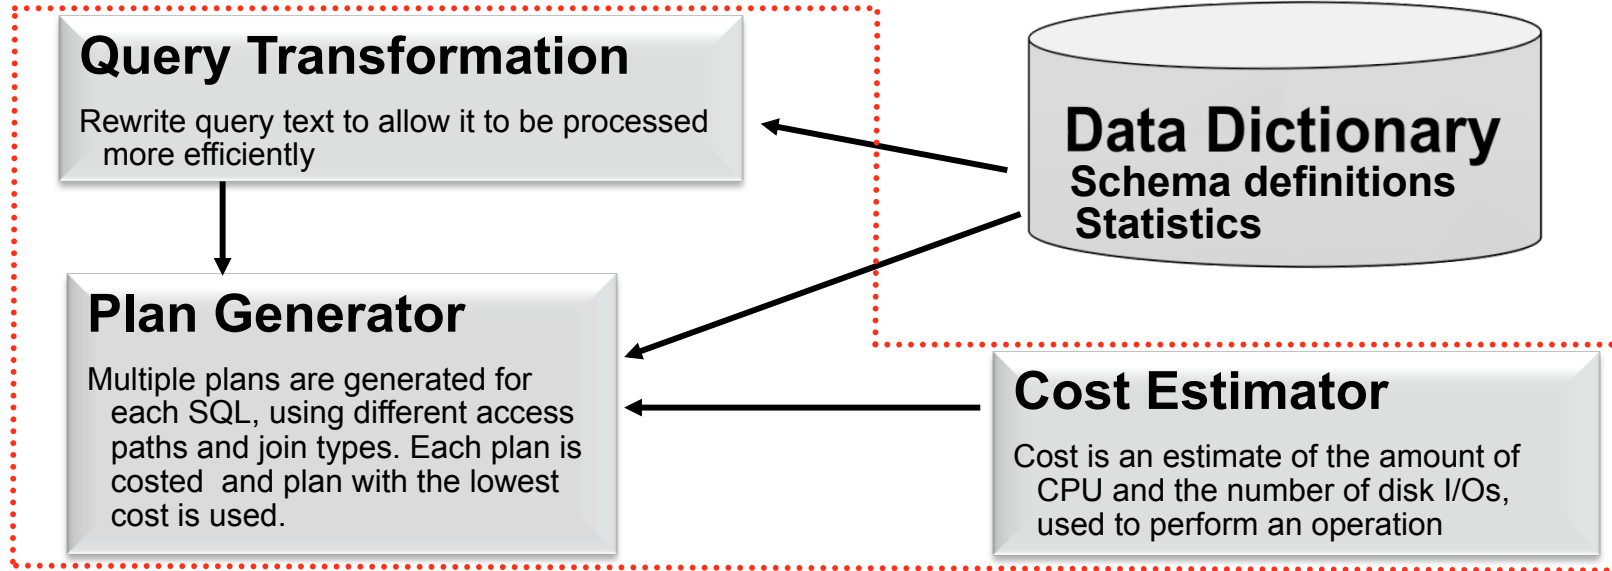 Query Transformation
Rewrite query text to allow it to be processed
more efficiently
Data Dictionary
Schema definitions
Statistics
Plan Generator
Multiple plans are generated for
each SQL, using different access
paths and join types. Each plan is
costed  and plan with the lowest
cost is used.
Cost Estimator
Cost is an estimate of the amount of
CPU and the number of disk I/Os,
used to perform an operation